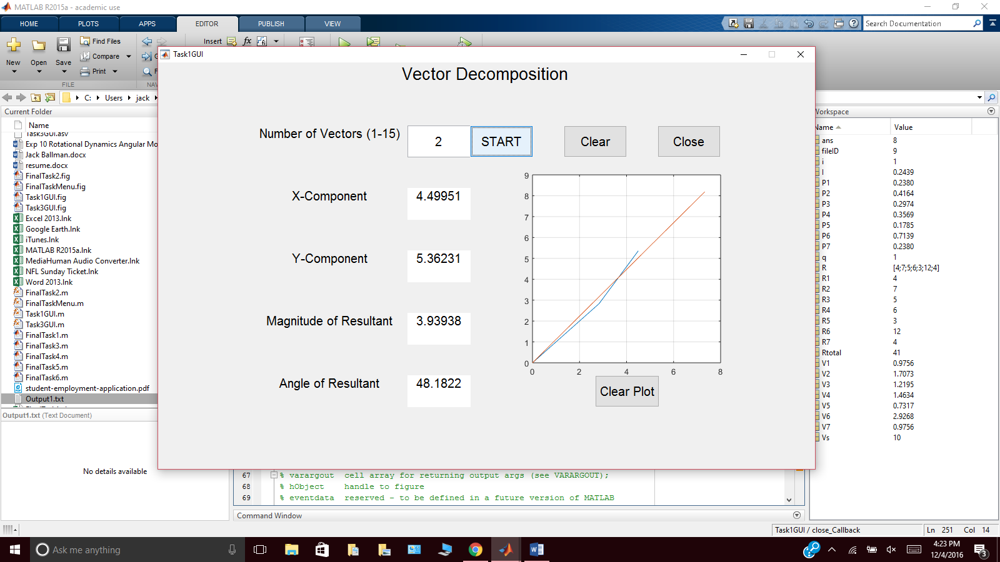 MATLAB R2015a - academic use
HOME PLOTS APPS EDITOR PUBLISH VIEW
Search Documentation
New Open Save
Find Files
Compare
Print
Insert fx
FILE
NAV
C: Users jack
Current Folder
Name
Task3GUI.asv
Exp 10 Rotational Dynamics Angular Mo
Jack Ballman.docx
resume.docx
FinalTask2.fig
FinalTaskMenu.fig
Task1GUI.fig
Task3GUI.fig
Excel 2013.lnk
Google Earth.lnk
iTunes.lnk
MATLAB R2015a.lnk
MediaHuman Audio Converter.lnk
NFL Sunday Ticket.lnk
Word 2013.lnk
FinalTask2.m
FinalTaskMenu.m
Task1GUI.m
Task3GUI.m
FinalTask1.m
FinalTask3.m
FinalTask4.m
FinalTask5.m
FinalTask6.m
student-employment-application.pdf
Output1.txt
Output1.txt (Text Document)
No details available
Task1GUI
Vector Decomposition
Number of Vectors (1-15) 2 START Clear Close
X-Component 4.49951
Y-Component 5.36231
Magnitude of Resultant 3.93938
Angle of Resultant 48.1822
9
8
7
6
5
4
3
2
1
0
0 2 4 6 8
Clear Plot
67 % varargout cell array for returning output args (see VARARGOUT);
68 % hObject handle to figure
69 % eventdata reserved - to be defined in a future version of MATLAB
Command Window
Workspace
Name Value
ans 8
fileID 9
i 1
I 0.2439
P1 0.2380
P2 0.4164
P3 0.2974
P4 0.3569
P5 0.1785
P6 0.7139
P7 0.2380
q 1
R [4;7;5;6;3;12;4]
R1 4
R2 7
R3 5
R4 6
R5 3
R6 12
R7 4
Rtotal 41
V1 0.9756
V2 1.7073
V3 1.2195
V4 1.4634
V5 0.7317
V6 2.9268
V7 0.9756
Vs 10
Task1GUI / close_Callback Ln 251 Col 14
Ask me anything
4:23 PM
12/4/2016
3